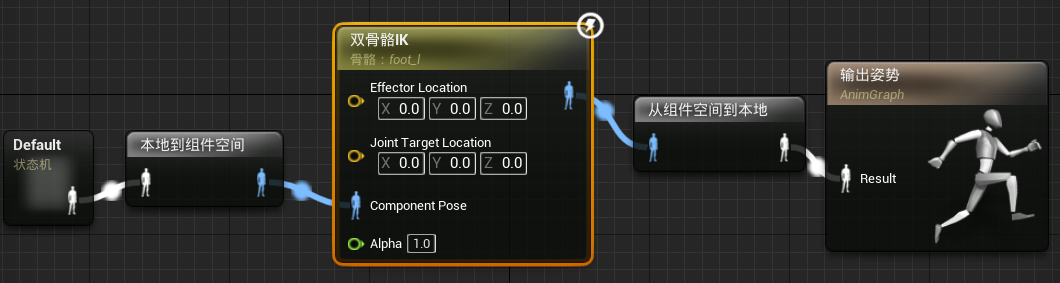 Default
状态机
本地到组件空间
双骨骼IK
骨骼：foot_l
Effector Location
X 0.0 Y 0.0 Z 0.0
Joint Target Location
X 0.0 Y 0.0 Z 0.0
Component Pose
Alpha 1.0
从组件空间到本地
输出姿势
AnimGraph
Result